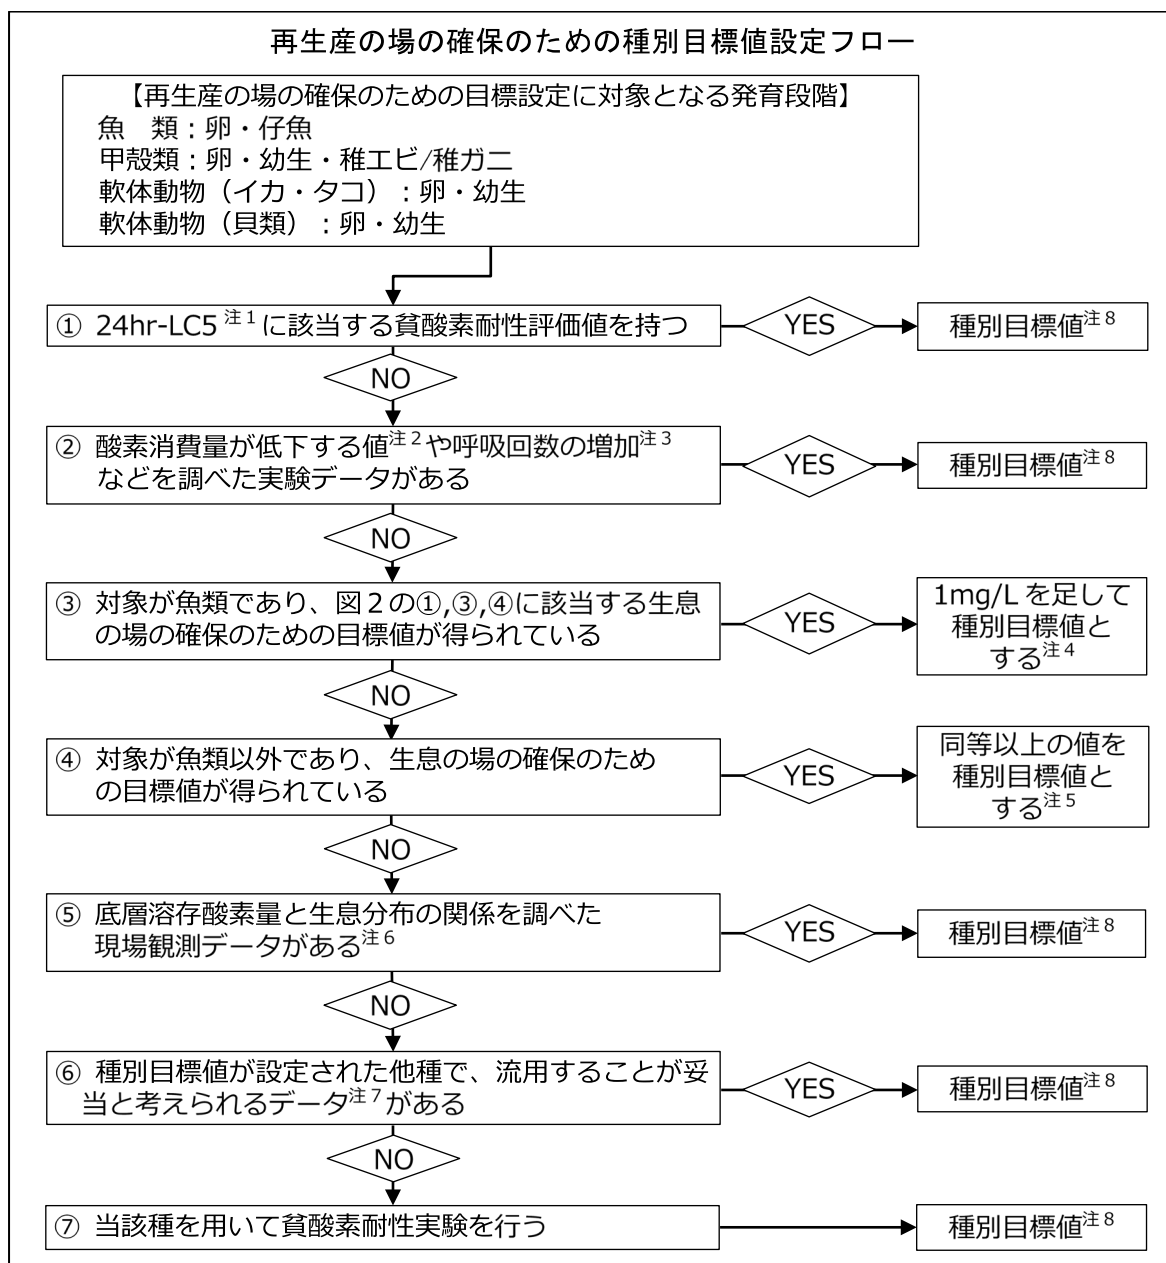 再生産の場の確保のための種別目標値設定フロー
【再生産の場の確保のための目標設定に対象となる発育段階】
魚　類：卵・仔魚
甲殻類：卵・幼生・稚エビ/稚ガニ
軟体動物（イカ・タコ）：卵・幼生
軟体動物（貝類）：卵・幼生
① 24hr-LC5注１に該当する貧酸素耐性評価値を持つ
YES
種別目標値注８
NO
② 酸素消費量が低下する値注２や呼吸回数の増加注３
などを調べた実験データがある
YES
種別目標値注８
NO
③ 対象が魚類であり、図２の①,③,④に該当する生息
の場の確保のための目標値が得られている
YES
1mg/L を足して
種別目標値と
する注４
NO
④ 対象が魚類以外であり、生息の場の確保のため
の目標値が得られている
YES
同等以上の値を
種別目標値と
する注５
NO
⑤ 底層溶存酸素量と生息分布の関係を調べた
現場観測データがある注６
YES
種別目標値注８
NO
⑥ 種別目標値が設定された他種で、流用することが妥
当と考えられるデータ注７がある
YES
種別目標値注８
NO
⑦ 当該種を用いて貧酸素耐性実験を行う
種別目標値注８